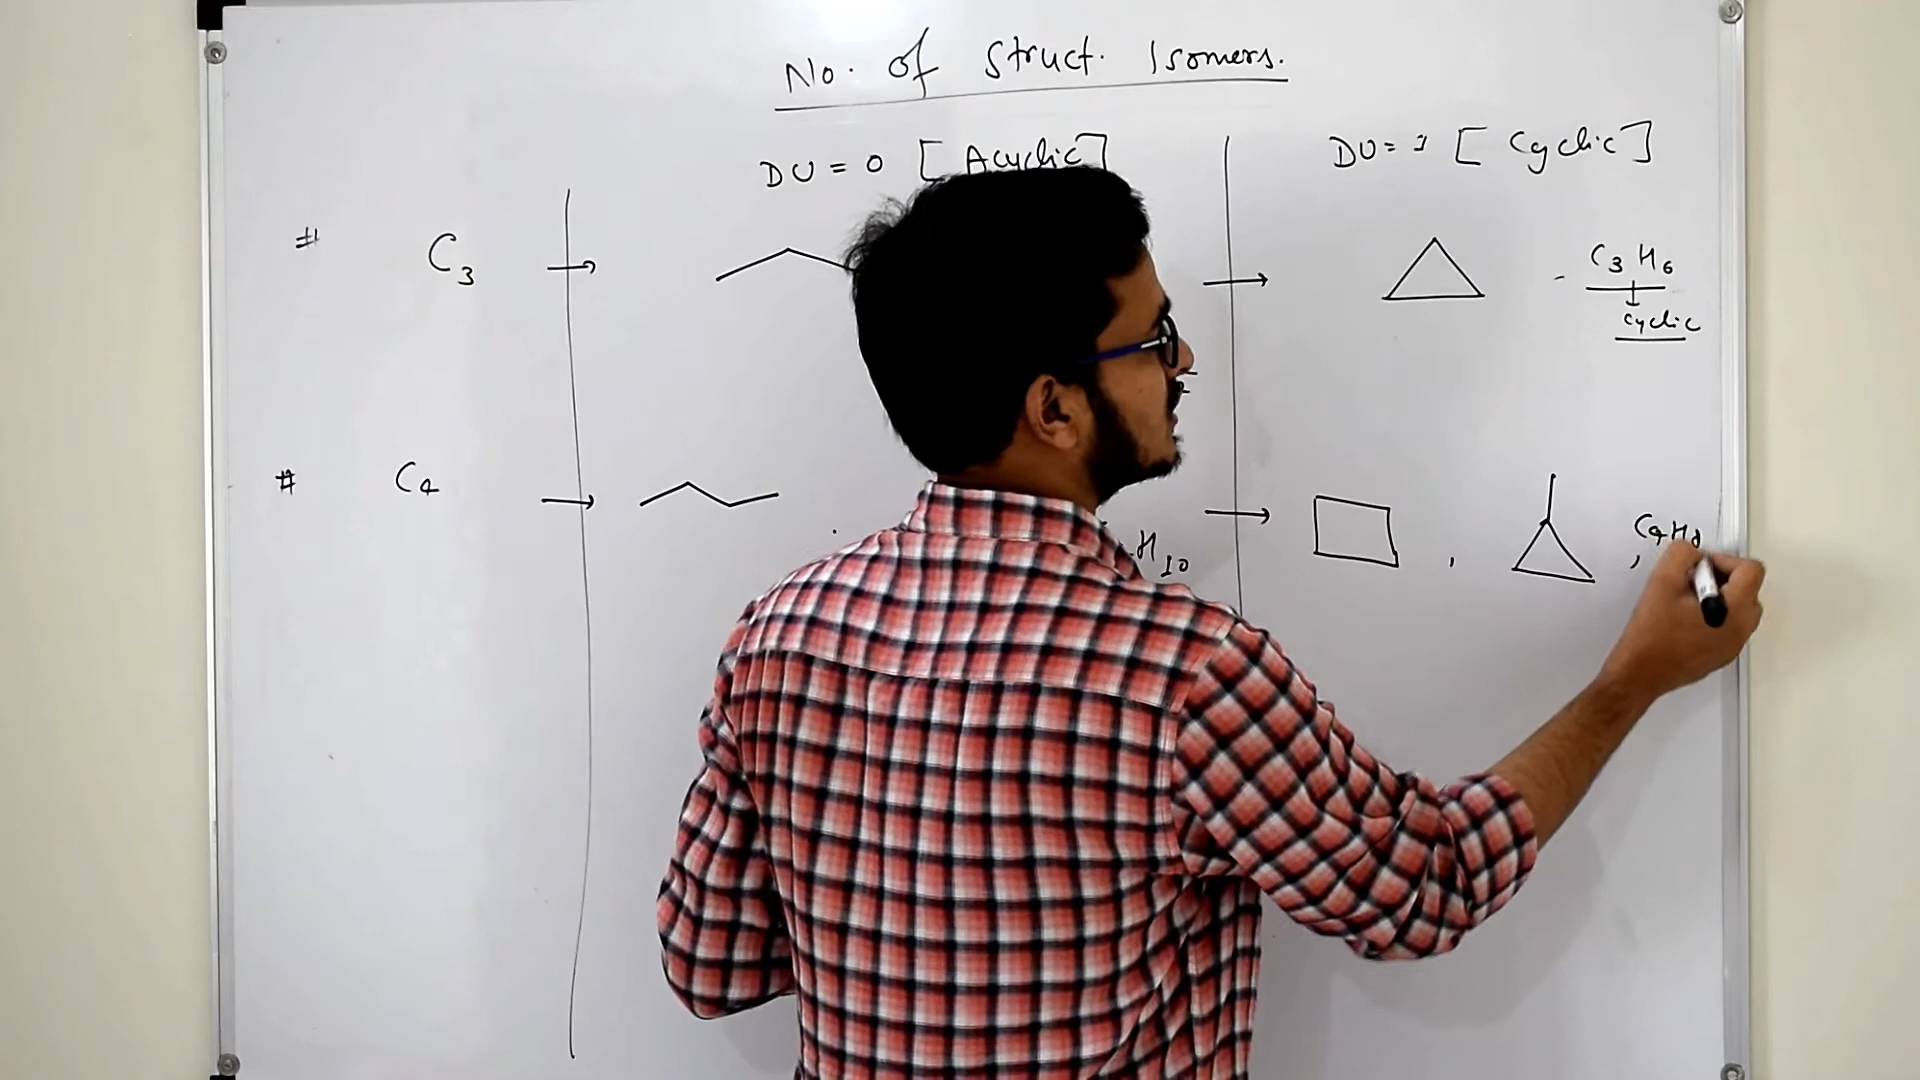 No. of Struct. Isomers.
DU = 0 [ Acyclic ]
DU = 1 [ Cyclic ]
# C3 →
→ - C3H6
cyclic
# C4 →
H10
→ , , C4H8